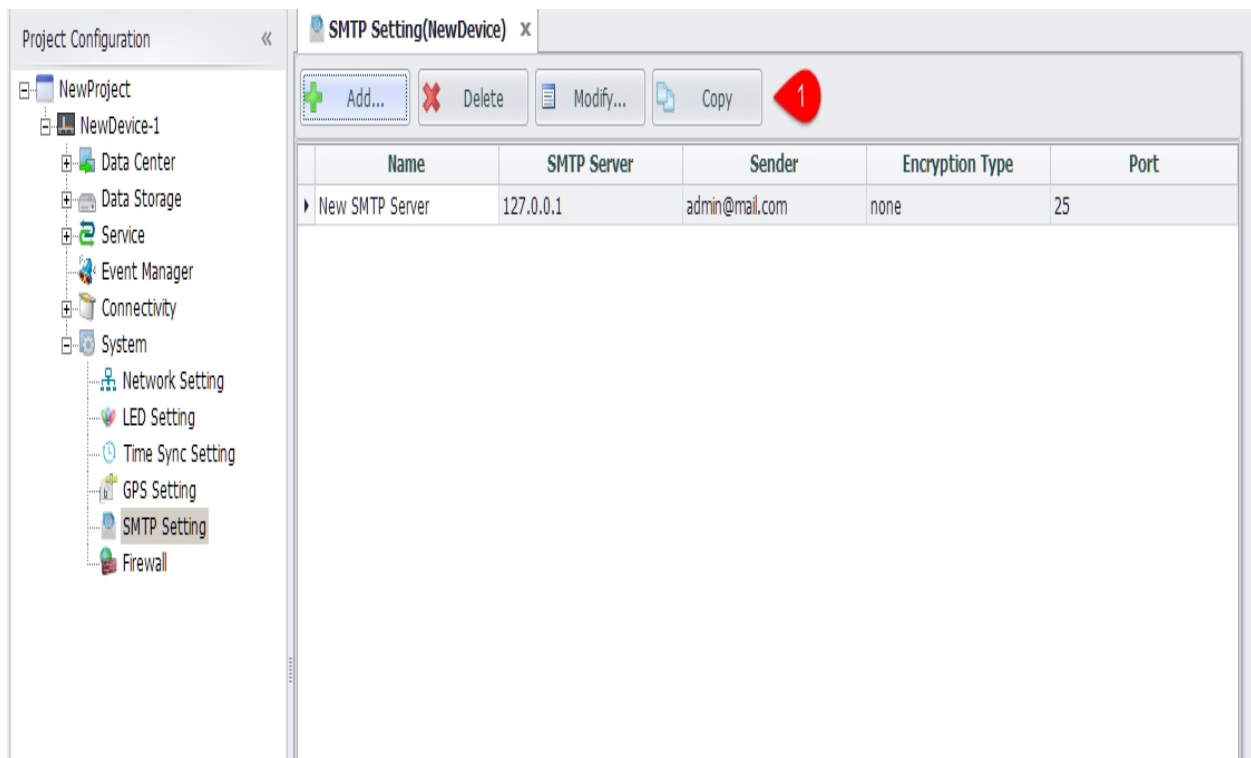 Project Configuration «
NewProject
NewDevice-1
Data Center
Data Storage
Service
Event Manager
Connectivity
System
Network Setting
LED Setting
Time Sync Setting
GPS Setting
SMTP Setting
Firewall
SMTP Setting(NewDevice) x
Add... Delete Modify... Copy 1
Name SMTP Server Sender Encryption Type Port
New SMTP Server 127.0.0.1 admin@mail.com none 25